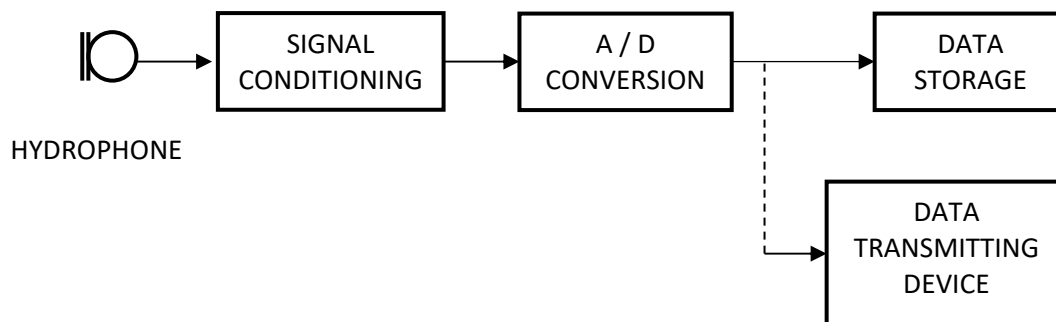 SIGNAL
CONDITIONING
A / D
CONVERSION
DATA
STORAGE
HYDROPHONE
DATA
TRANSMITTING
DEVICE